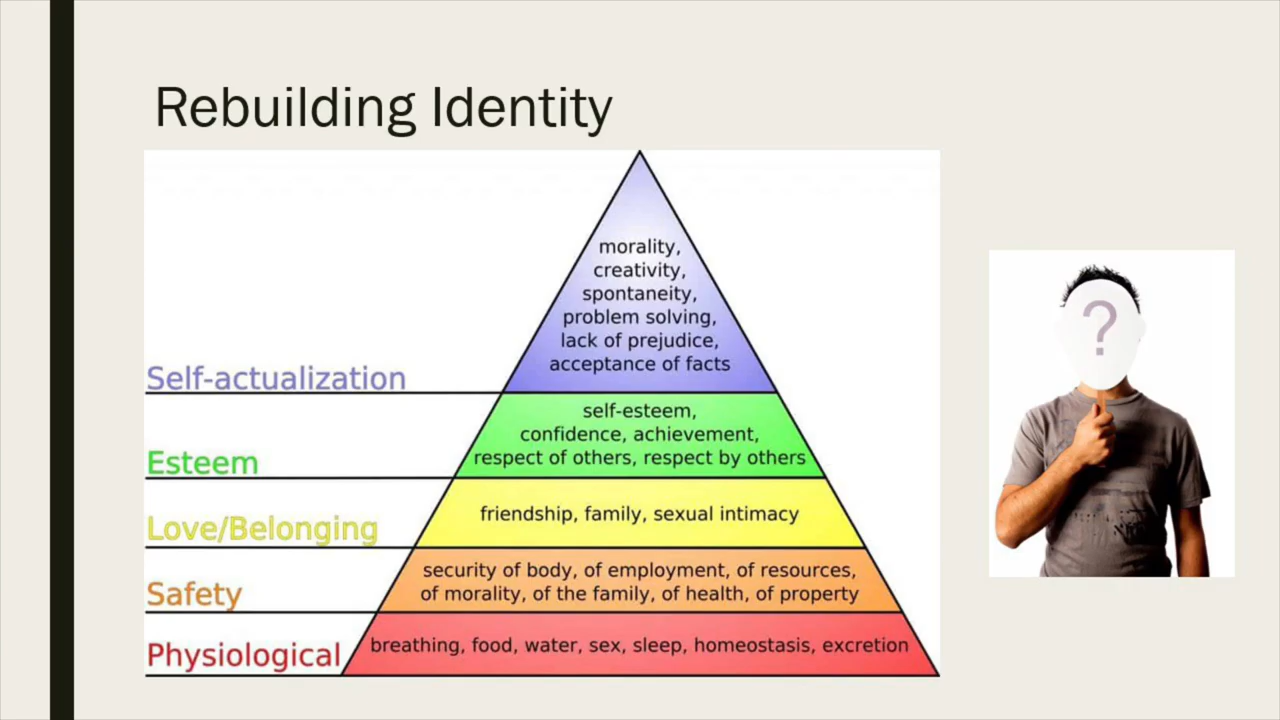 Rebuilding Identity
morality,
creativity,
spontaneity,
problem solving,
lack of prejudice,
acceptance of facts
Self-actualization
self-esteem,
confidence, achievement,
respect of others, respect by others
Esteem
friendship, family, sexual intimacy
Love/Belonging
security of body, of employment, of resources,
of morality, of the family, of health, of property
Safety
breathing, food, water, sex, sleep, homeostasis, excretion
Physiological
?